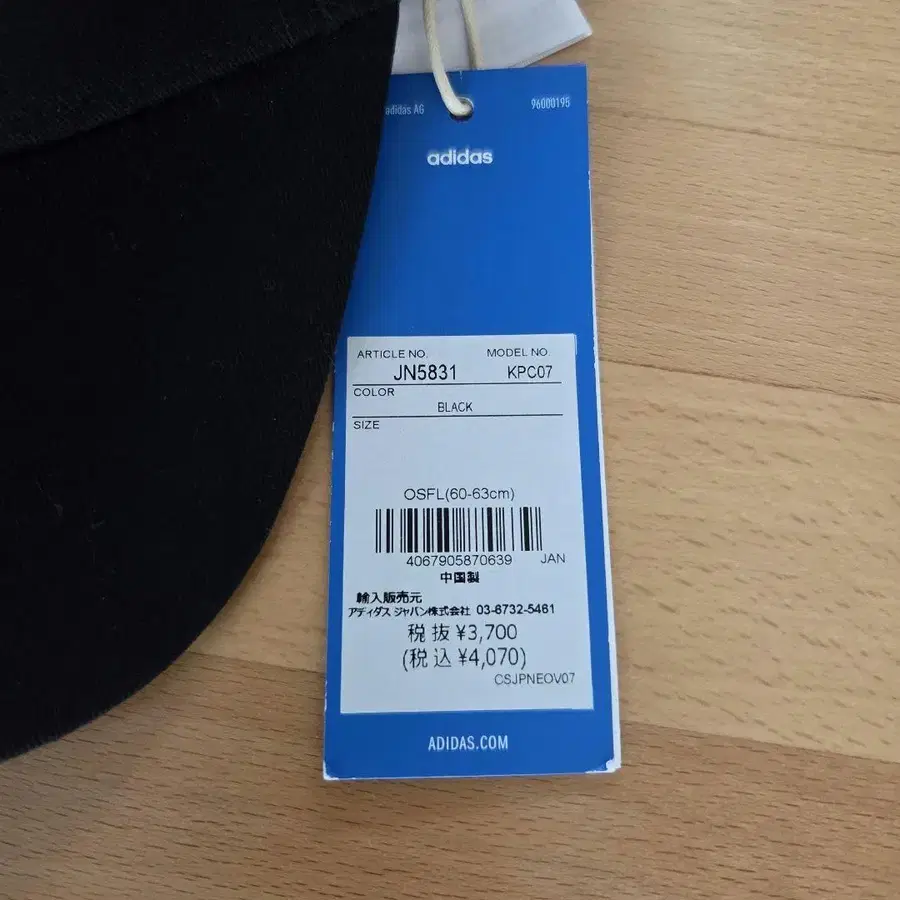 adidas AG 96000195
adidas
ARTICLE NO. MODEL NO.
JN5831 KPC07
COLOR
BLACK
SIZE
OSFL(60-63cm)
4067905870639 JAN
中国製
輸入販売元
アディダス ジャパン株式会社 03-6732-5461
税抜 ¥3,700
(税込 ¥4,070)
CSJPNEOV07
ADIDAS.COM